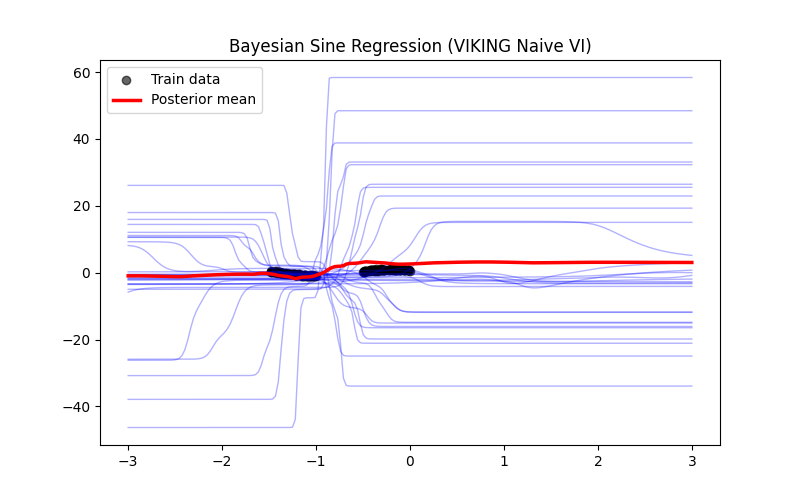 Bayesian Sine Regression (VIKING Naive VI)
Train data
Posterior mean
60
40
20
0
−20
−40
−3 −2 −1 0 1 2 3